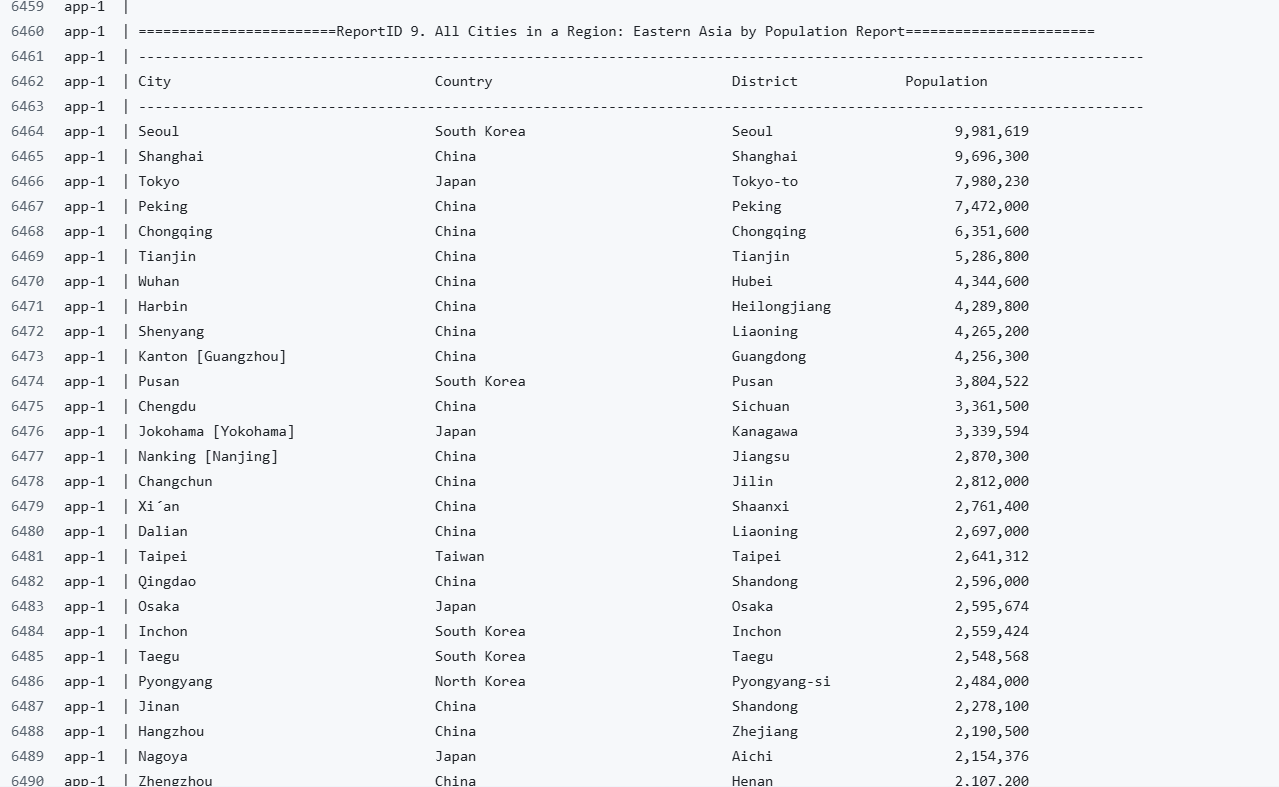 6459 app-1 |
6460 app-1 | ========================ReportID 9. All Cities in a Region: Eastern Asia by Population Report=======================
6461 app-1 | --------------------------------------------------------------------------------------------------------------------------
6462 app-1 | City Country District Population
6463 app-1 | --------------------------------------------------------------------------------------------------------------------------
6464 app-1 | Seoul South Korea Seoul 9,981,619
6465 app-1 | Shanghai China Shanghai 9,696,300
6466 app-1 | Tokyo Japan Tokyo-to 7,980,230
6467 app-1 | Peking China Peking 7,472,000
6468 app-1 | Chongqing China Chongqing 6,351,600
6469 app-1 | Tianjin China Tianjin 5,286,800
6470 app-1 | Wuhan China Hubei 4,344,600
6471 app-1 | Harbin China Heilongjiang 4,289,800
6472 app-1 | Shenyang China Liaoning 4,265,200
6473 app-1 | Kanton [Guangzhou] China Guangdong 4,256,300
6474 app-1 | Pusan South Korea Pusan 3,804,522
6475 app-1 | Chengdu China Sichuan 3,361,500
6476 app-1 | Jokohama [Yokohama] Japan Kanagawa 3,339,594
6477 app-1 | Nanking [Nanjing] China Jiangsu 2,870,300
6478 app-1 | Changchun China Jilin 2,812,000
6479 app-1 | Xi´an China Shaanxi 2,761,400
6480 app-1 | Dalian China Liaoning 2,697,000
6481 app-1 | Taipei Taiwan Taipei 2,641,312
6482 app-1 | Qingdao China Shandong 2,596,000
6483 app-1 | Osaka Japan Osaka 2,595,674
6484 app-1 | Inchon South Korea Inchon 2,559,424
6485 app-1 | Taegu South Korea Taegu 2,548,568
6486 app-1 | Pyongyang North Korea Pyongyang-si 2,484,000
6487 app-1 | Jinan China Shandong 2,278,100
6488 app-1 | Hangzhou China Zhejiang 2,190,500
6489 app-1 | Nagoya Japan Aichi 2,154,376
6490 app-1 | Zhengzhou China Henan 2,107,200